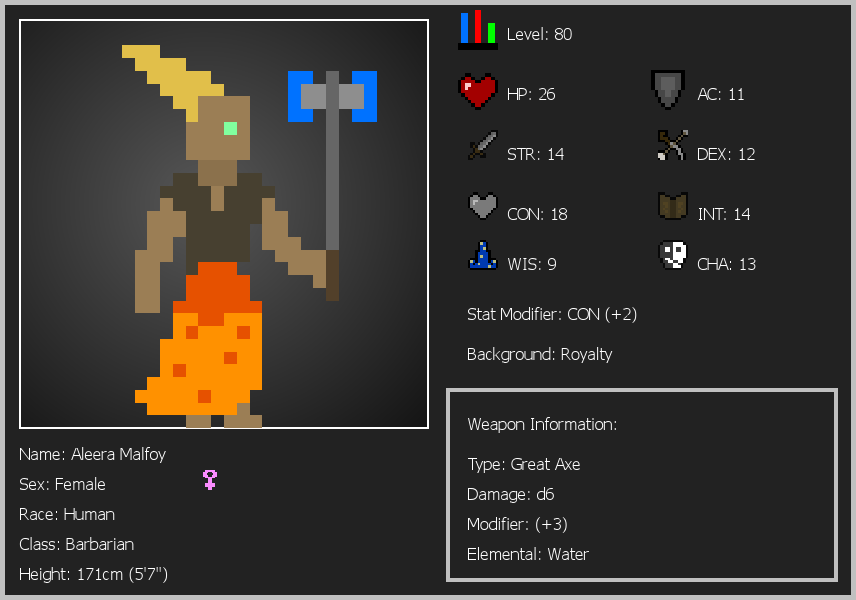 Level: 80
HP: 26
AC: 11
STR: 14
DEX: 12
CON: 18
INT: 14
WIS: 9
CHA: 13
Stat Modifier: CON (+2)
Background: Royalty
Weapon Information:
Type: Great Axe
Damage: d6
Modifier: (+3)
Elemental: Water
Name: Aleera Malfoy
Sex: Female
Race: Human
Class: Barbarian
Height: 171cm (5'7")